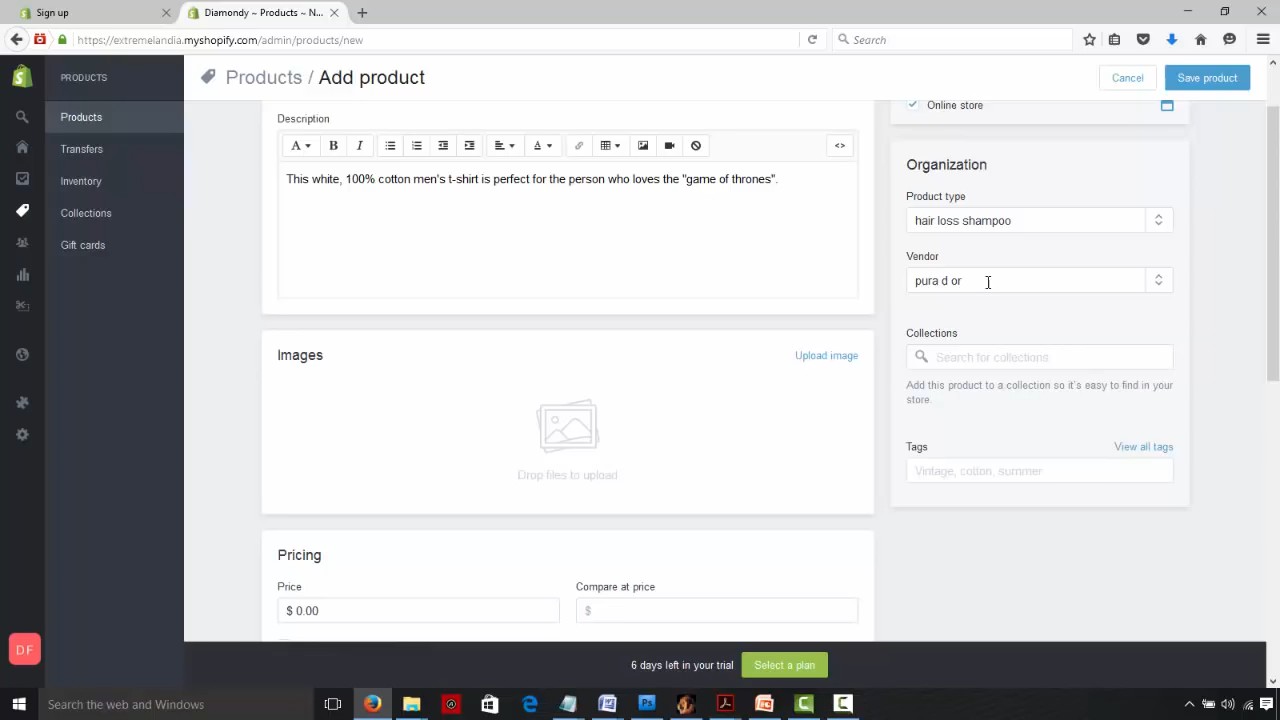 Sign up
Diamondy ~ Products ~ N...
https://extremelandia.myshopify.com/admin/products/new
Search
PRODUCTS
Products / Add product
Cancel
Save product
Products
Transfers
Inventory
Collections
Gift cards
Description
A
B
I
A
<>
This white, 100% cotton men's t-shirt is perfect for the person who loves the "game of thrones".
Images
Upload image
Drop files to upload
Pricing
Price
Compare at price
$ 0.00
$
Online store
Organization
Product type
hair loss shampoo
Vendor
pura d or
Collections
Search for collections
Add this product to a collection so it's easy to find in your
store.
Tags
View all tags
Vintage, cotton, summer
DF
6 days left in your trial
Select a plan
Search the web and Windows